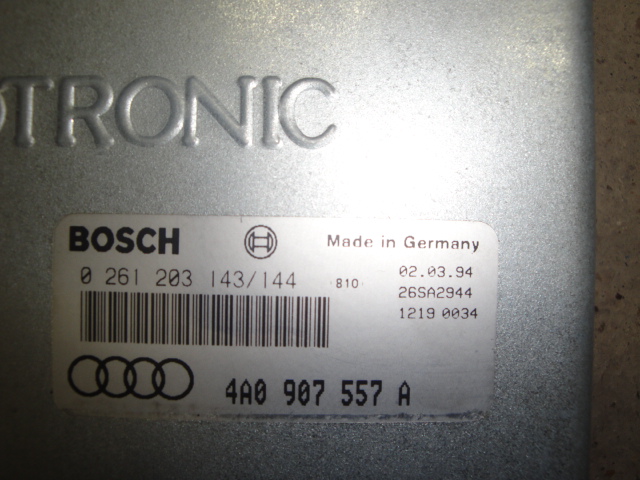 OTRONIC
BOSCH Made in Germany
0 261 203 143/144 810 02.03.94
26SA2944
1219 0034
4A0 907 557 A